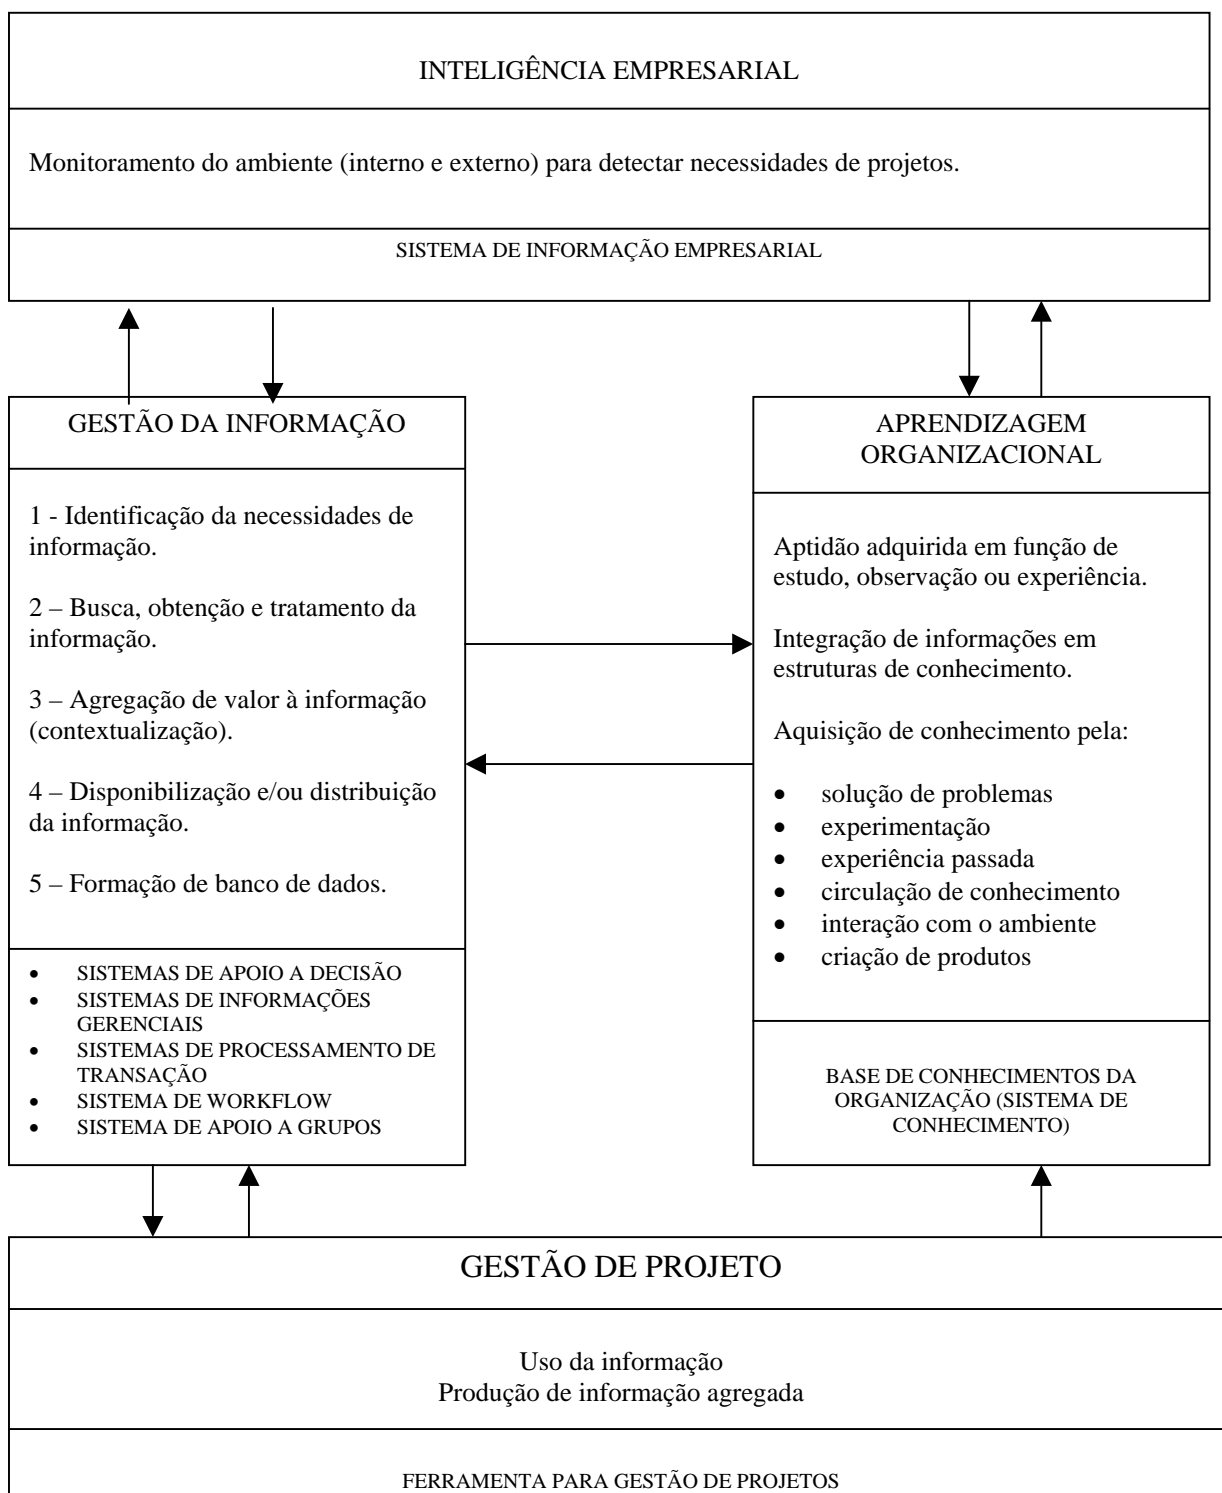 INTELIGÊNCIA EMPRESARIAL
Monitoramento do ambiente (interno e externo) para detectar necessidades de projetos.
SISTEMA DE INFORMAÇÃO EMPRESARIAL
GESTÃO DA INFORMAÇÃO
1 - Identificação da necessidades de
informação.
2 – Busca, obtenção e tratamento da
informação.
3 – Agregação de valor à informação
(contextualização).
4 – Disponibilização e/ou distribuição
da informação.
5 – Formação de banco de dados.
• SISTEMAS DE APOIO A DECISÃO
• SISTEMAS DE INFORMAÇÕES
GERENCIAIS
• SISTEMAS DE PROCESSAMENTO DE
TRANSAÇÃO
• SISTEMA DE WORKFLOW
• SISTEMA DE APOIO A GRUPOS
APRENDIZAGEM
ORGANIZACIONAL
Aptidão adquirida em função de
estudo, observação ou experiência.
Integração de informações em
estruturas de conhecimento.
Aquisição de conhecimento pela:
• solução de problemas
• experimentação
• experiência passada
• circulação de conhecimento
• interação com o ambiente
• criação de produtos
BASE DE CONHECIMENTOS DA
ORGANIZAÇÃO (SISTEMA DE
CONHECIMENTO)
GESTÃO DE PROJETO
Uso da informação
Produção de informação agregada
FERRAMENTA PARA GESTÃO DE PROJETOS